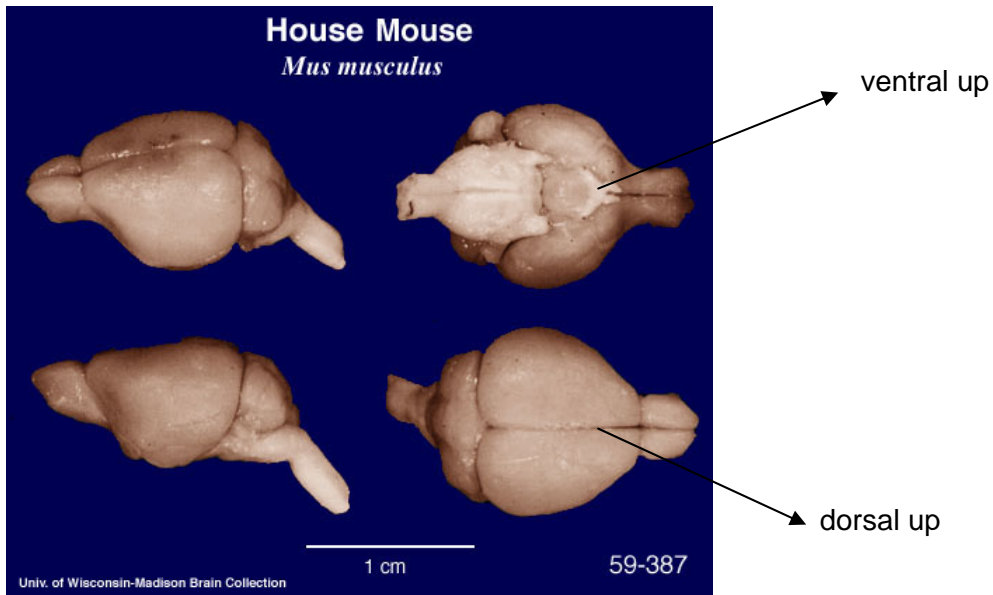 House Mouse
Mus musculus
ventral up
dorsal up
1 cm
59-387
Univ. of Wisconsin-Madison Brain Collection